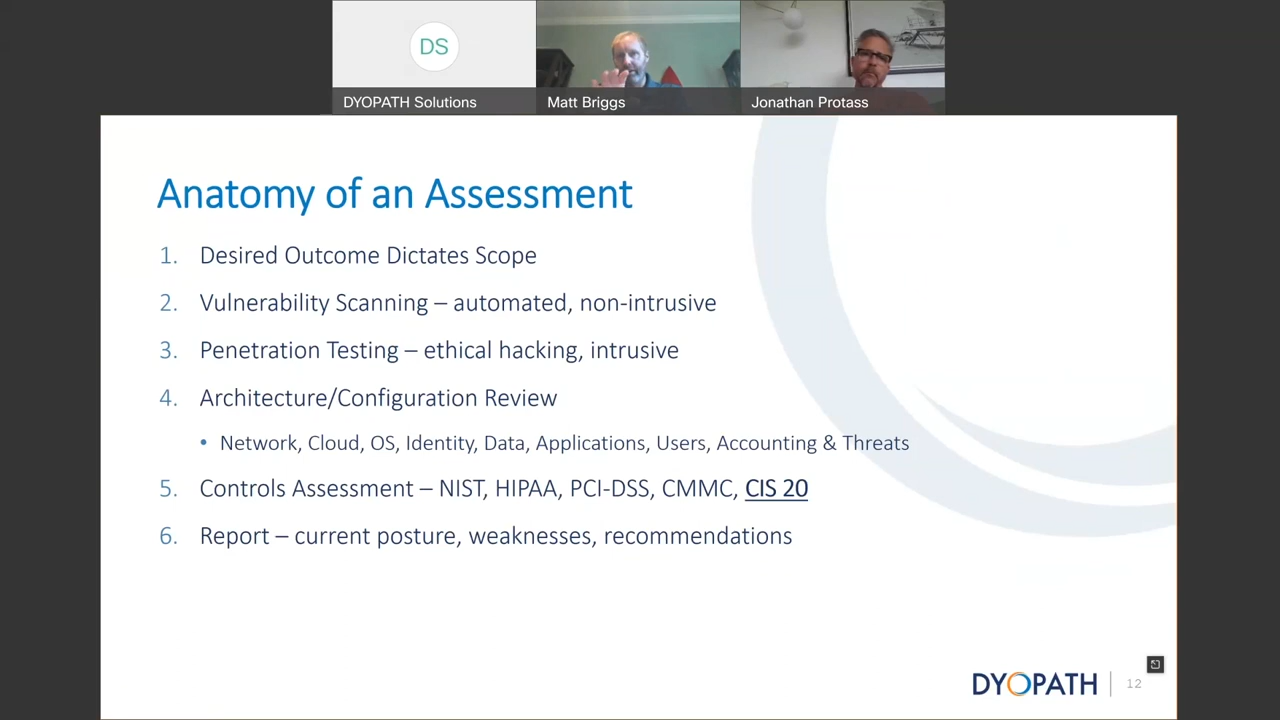 DS
DYOPATH Solutions
Matt Briggs
Jonathan Protass
Anatomy of an Assessment
1. Desired Outcome Dictates Scope
2. Vulnerability Scanning – automated, non-intrusive
3. Penetration Testing – ethical hacking, intrusive
4. Architecture/Configuration Review
• Network, Cloud, OS, Identity, Data, Applications, Users, Accounting & Threats
5. Controls Assessment – NIST, HIPAA, PCI-DSS, CMMC, CIS 20
6. Report – current posture, weaknesses, recommendations
DYOPATH | 12